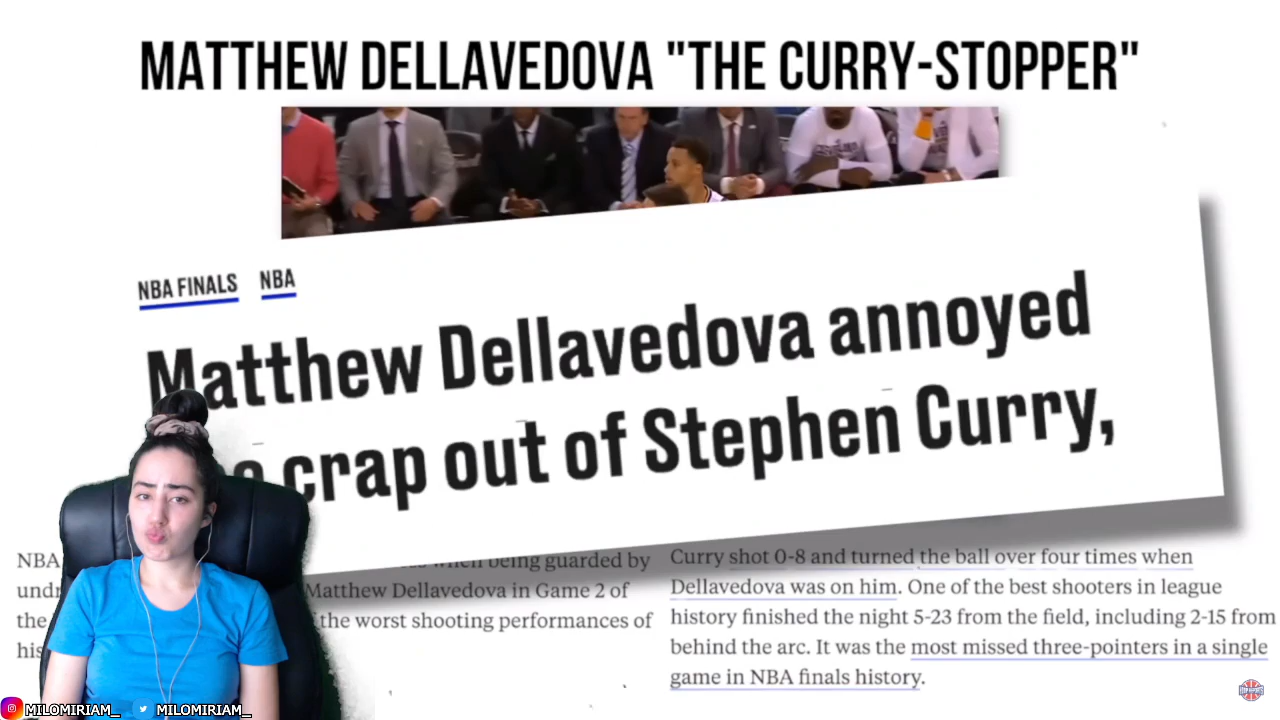 MATTHEW DELLAVEDOVA "THE CURRY-STOPPER"
NBA FINALS NBA
Matthew Dellavedova annoyed
crap out of Stephen Curry,
NBA when being guarded by
undr Matthew Dellavedova in Game 2 of
the the worst shooting performances of
his
Curry shot 0-8 and turned the ball over four times when
Dellavedova was on him. One of the best shooters in league
history finished the night 5-23 from the field, including 2-15 from
behind the arc. It was the most missed three-pointers in a single
game in NBA finals history.
MILOMIRIAM_ MILOMIRIAM_